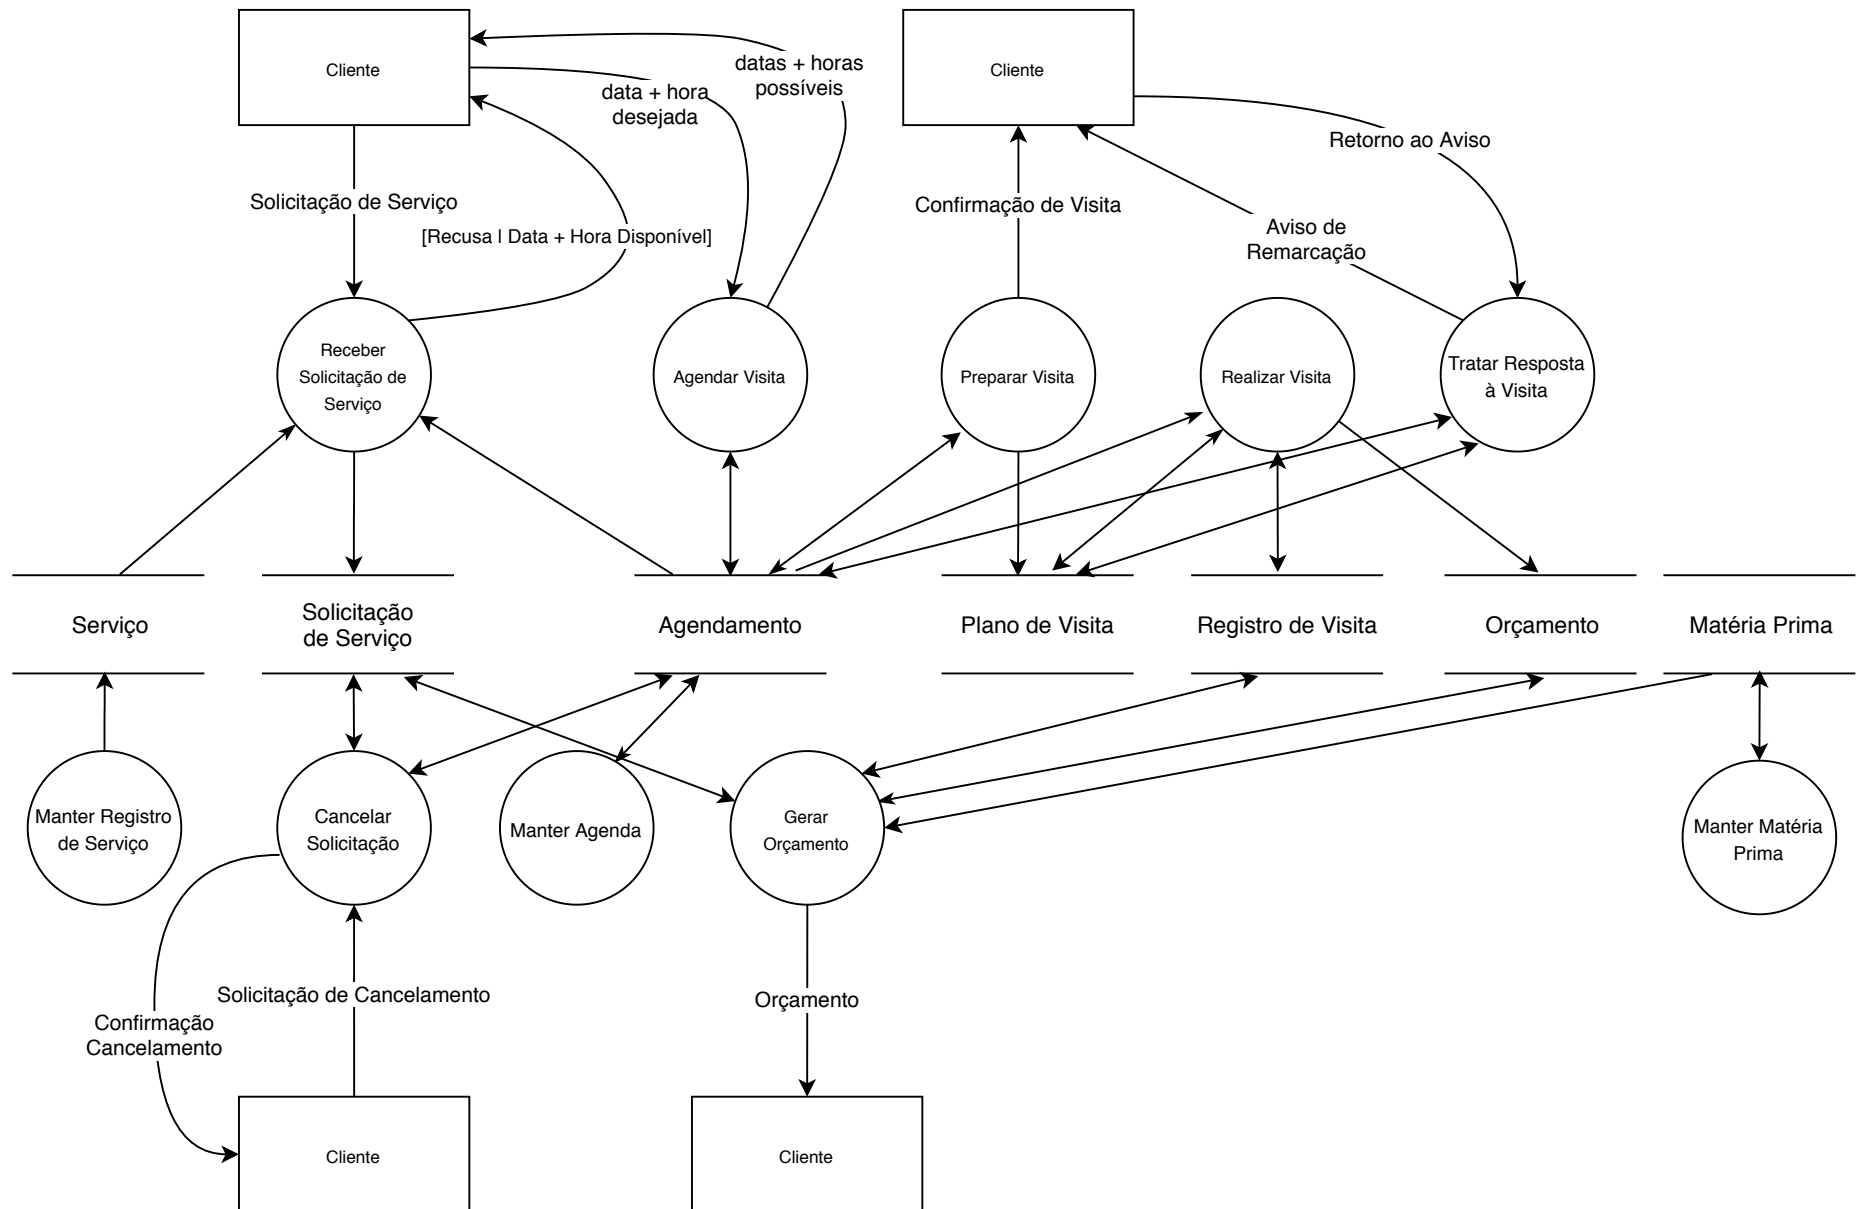 Cliente
datas + horas
possíveis
Cliente
data + hora
desejada
Retorno ao Aviso
Solicitação de Serviço
Confirmação de Visita
[Recusa | Data + Hora Disponível]
Aviso de
Remarcação
Receber
Solicitação de
Serviço
Agendar Visita
Preparar Visita
Realizar Visita
Tratar Resposta
à Visita
Serviço
Solicitação
de Serviço
Agendamento
Plano de Visita
Registro de Visita
Orçamento
Matéria Prima
Manter Registro
de Serviço
Cancelar
Solicitação
Manter Agenda
Gerar
Orçamento
Manter Matéria
Prima
Solicitação de Cancelamento
Orçamento
Confirmação
Cancelamento
Cliente
Cliente